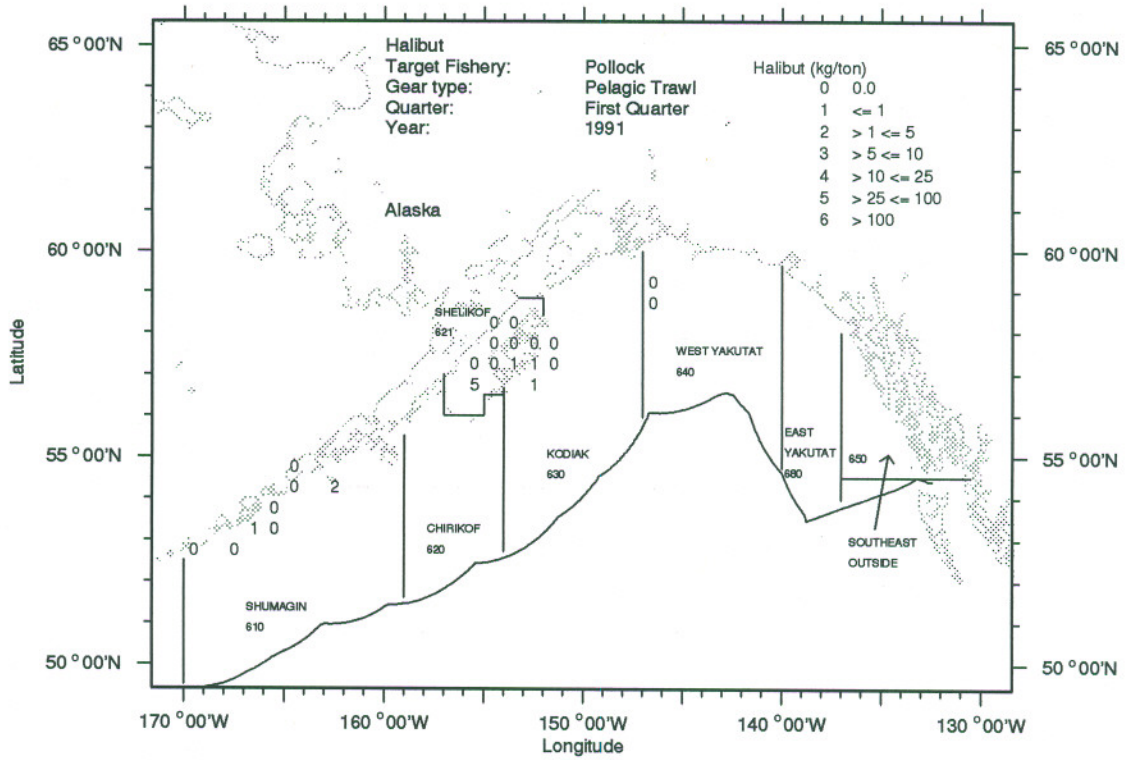 65 °00'N
65 °00'N
Halibut
Target Fishery: Pollock
Gear type: Pelagic Trawl
Quarter: First Quarter
Year: 1991
Halibut (kg/ton)
0 0.0
1 <= 1
2 > 1 <= 5
3 > 5 <= 10
4 > 10 <= 25
5 > 25 <= 100
6 > 100
Alaska
60 °00'N
60 °00'N
0
0
SHELIKOF
621
0 0
0 0 0 0
0 0 1 1 0
5 1
WEST YAKUTAT
640
Latitude
55 °00'N
55 °00'N
KODIAK
630
EAST
YAKUTAT
680
650
0
0 2
0
1 0
0 0
CHIRIKOF
620
SOUTHEAST
OUTSIDE
SHUMAGIN
610
50 °00'N
50 °00'N
170 °00'W 160 °00'W 150 °00'W 140 °00'W 130 °00'W
Longitude